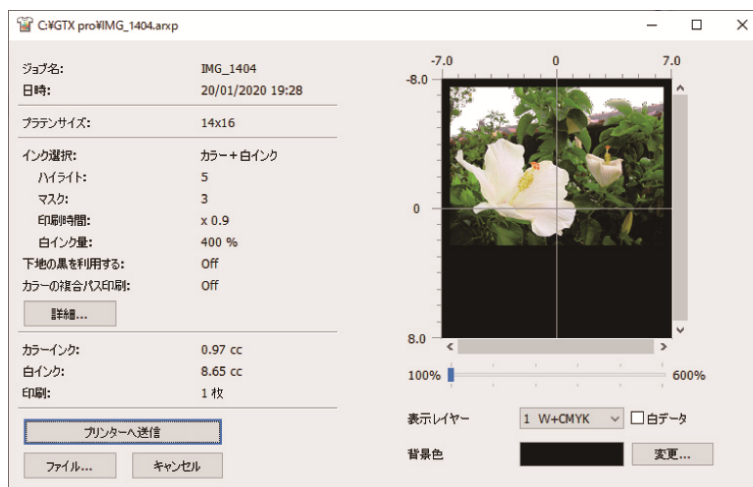 C:¥GTX pro¥IMG_1404.arxp
ジョブ名: IMG_1404
日時: 20/01/2020 19:28
プラテンサイズ: 14x16
インク選択: カラー+白インク
ハイライト: 5
マスク: 3
印刷時間: x 0.9
白インク量: 400 %
下地の黒を利用する: Off
カラーの複合パス印刷: Off
詳細...
カラーインク: 0.97 cc
白インク: 8.65 cc
印刷: 1 枚
プリンターへ送信
ファイル... キャンセル
-7.0 0 7.0
-8.0
0
8.0
100% 600%
表示レイヤー 1 W+CMYK 白データ
背景色 変更...